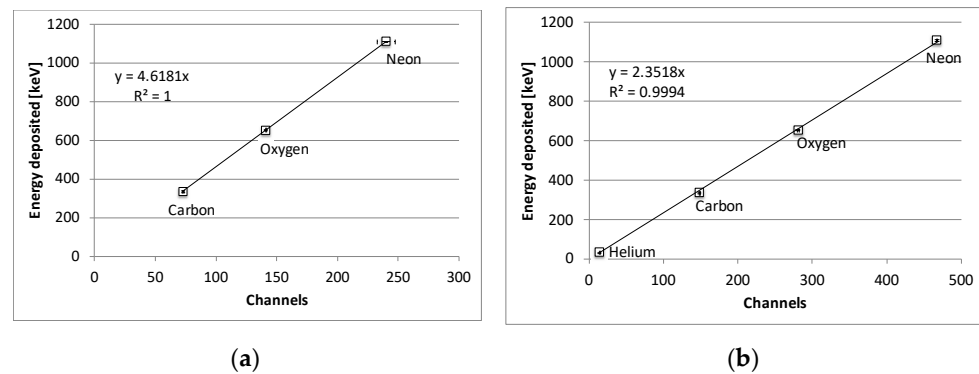 1200
1000
800
600
400
200
0
Energy deposited [keV]
y = 4.6181x
R² = 1
Neon
Oxygen
Carbon
0 50 100 150 200 250 300
Channels
(a)
1200
1000
800
600
400
200
0
Energy deposited [keV]
y = 2.3518x
R² = 0.9994
Neon
Oxygen
Carbon
Helium
0 100 200 300 400 500
Channels
(b)